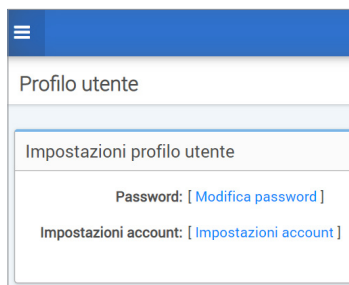 Profilo utente
Impostazioni profilo utente
Password: [ Modifica password ]
Impostazioni account: [ Impostazioni account ]